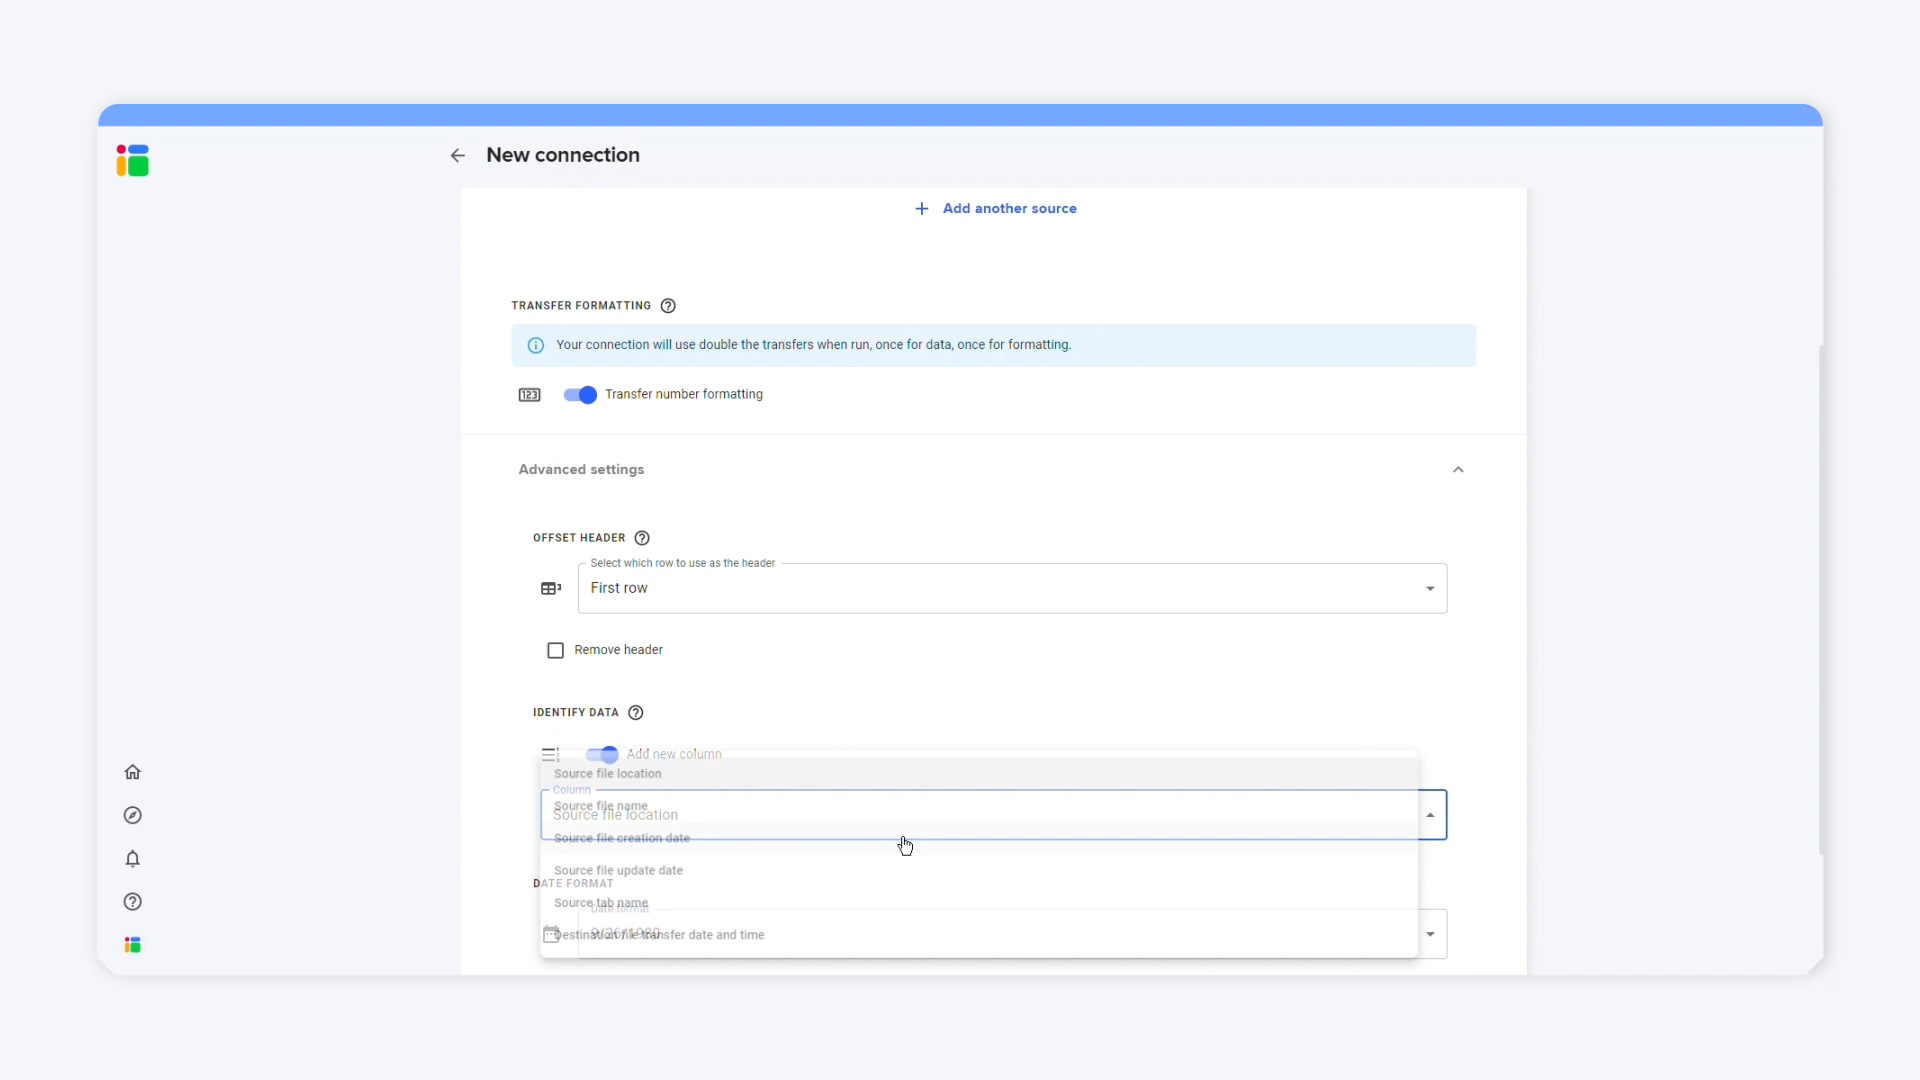 New connection
Add another source
TRANSFER FORMATTING
Your connection will use double the transfers when run, once for data, once for formatting.
123
Transfer number formatting
Advanced settings
OFFSET HEADER
Select which row to use as the header
First row
Remove header
IDENTIFY DATA
Add new column
Source file location
Column
Source file name
Source file location
Source file creation date
Source file update date
DATE FORMAT
Source tab name
Date format
Destination file transfer date and time